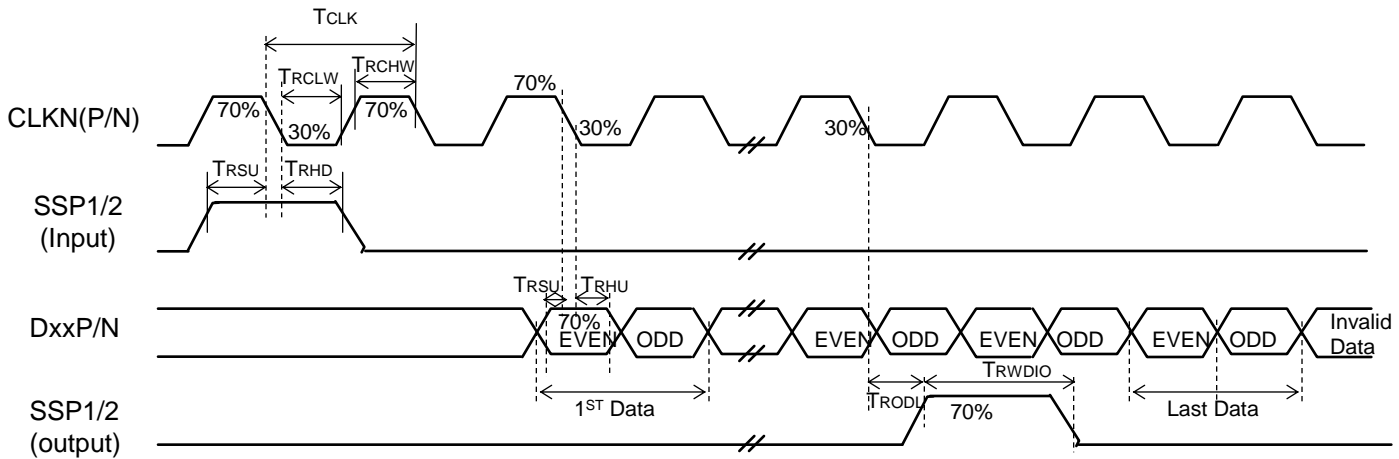 TCLK
TRCLW
TRCHW
CLKN(P/N)
70%
30%
70%
70%
30%
30%
TRSU
TRHD
SSP1/2
(Input)
TRSU
TRHU
DxxP/N
70%
EVEN
ODD
EVEN
ODD
EVEN
ODD
EVEN
ODD
Invalid
Data
TRWDIO
1ST Data
TRODL
70%
Last Data
SSP1/2
(output)